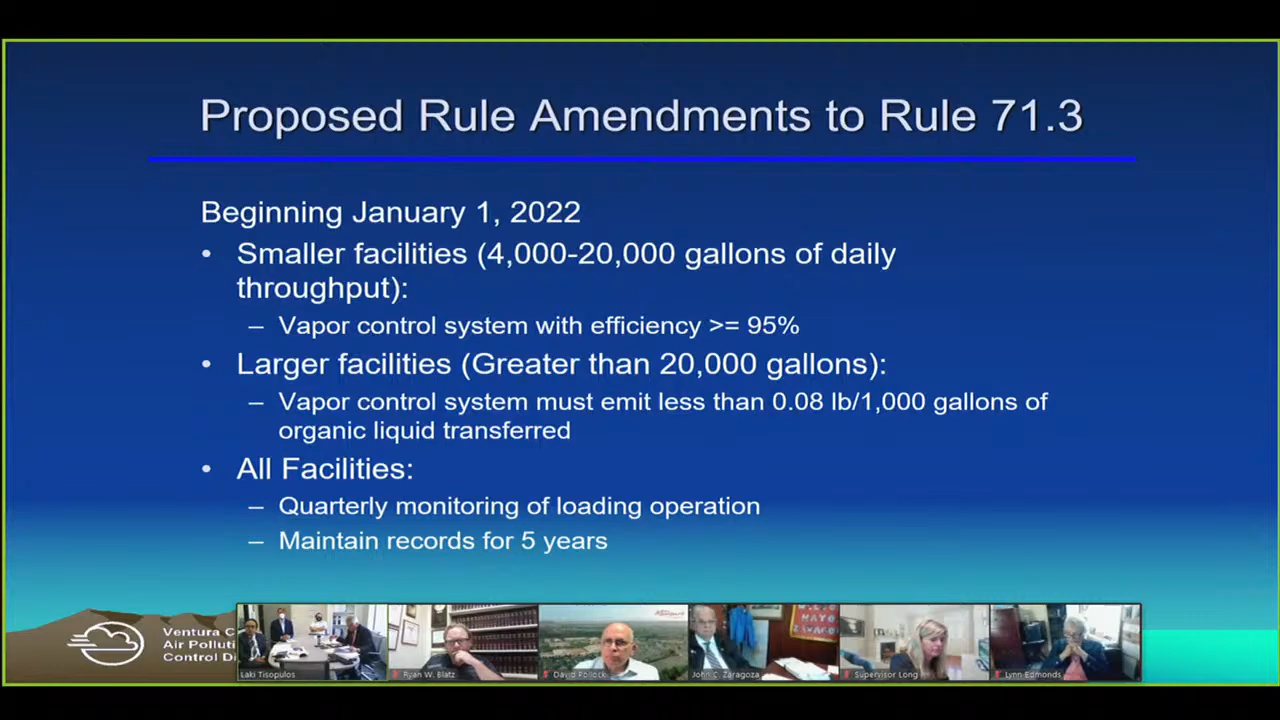 Proposed Rule Amendments to Rule 71.3
Beginning January 1, 2022
• Smaller facilities (4,000-20,000 gallons of daily
throughput):
– Vapor control system with efficiency >= 95%
• Larger facilities (Greater than 20,000 gallons):
– Vapor control system must emit less than 0.08 lb/1,000 gallons of
organic liquid transferred
• All Facilities:
– Quarterly monitoring of loading operation
– Maintain records for 5 years
Ventura C
Air Polluti
Control Di
Laki Tisopulos
Ryan W. Blatz
David Pollock
John C. Zaragoza
Supervisor Long
Lynn Edmonds